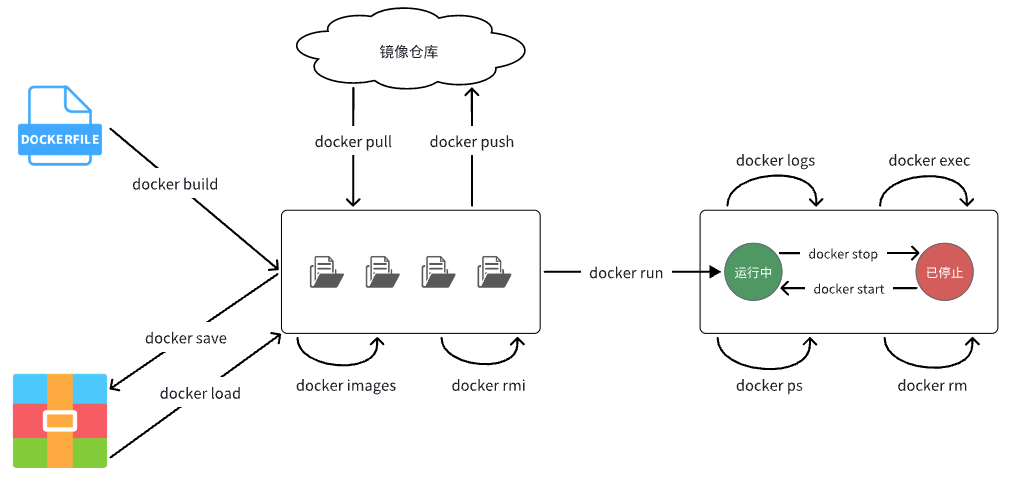 镜像仓库
DOCKERFILE
docker pull
docker push
docker build
docker logs
docker exec
docker run
运行中
docker stop
docker start
已停止
docker save
docker load
docker images
docker rmi
docker ps
docker rm